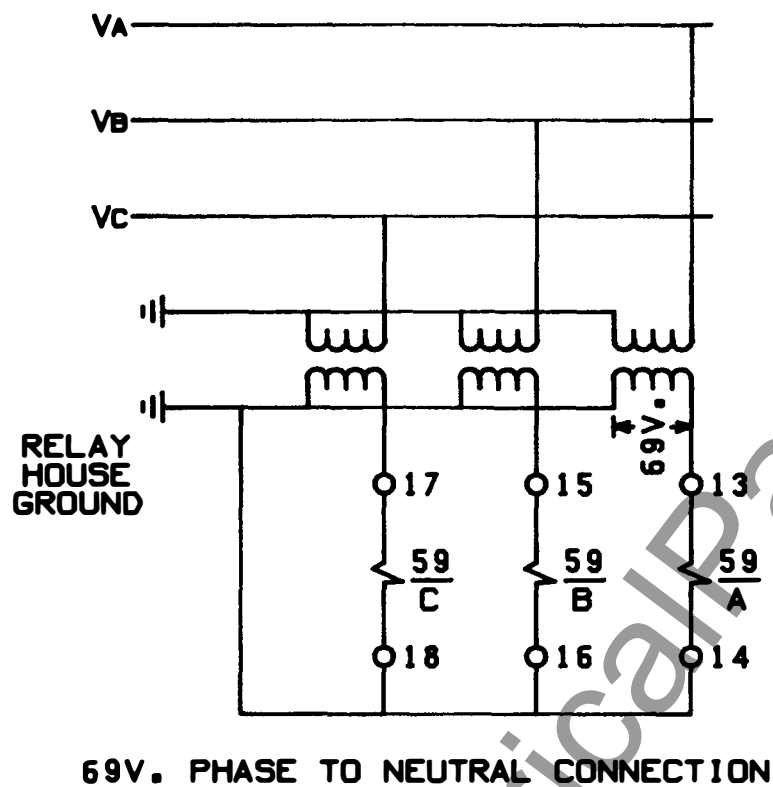 VA
VB
VC
69V.
RELAY
HOUSE
GROUND
17 15 13
59 59 59
C B A
18 16 14
69V. PHASE TO NEUTRAL CONNECTION
ricalPa